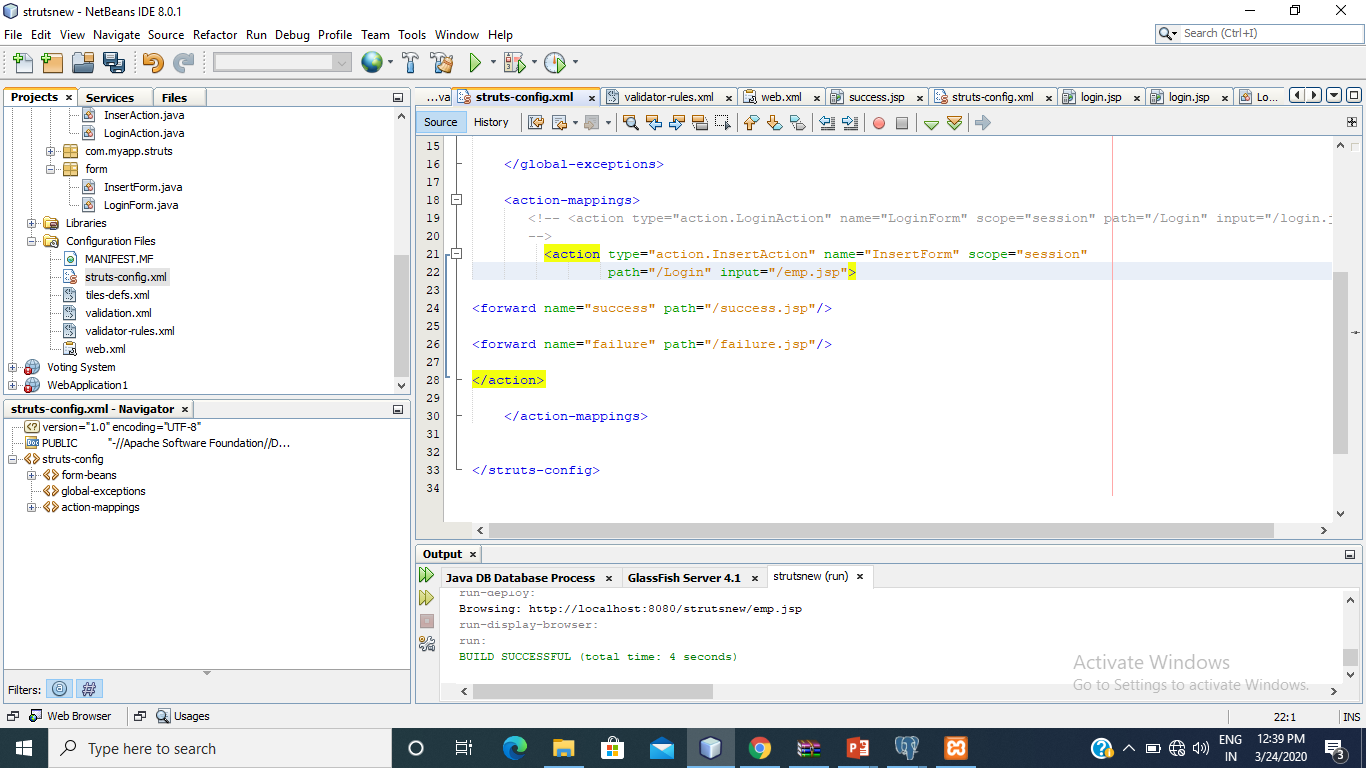 strutsnew - NetBeans IDE 8.0.1
File Edit View Navigate Source Refactor Run Debug Profile Team Tools Window Help
Search (Ctrl+I)
Projects × Services Files
InserAction.java
LoginAction.java
com.myapp.struts
form
InsertForm.java
LoginForm.java
Libraries
Configuration Files
MANIFEST.MF
struts-config.xml
tiles-defs.xml
validation.xml
validator-rules.xml
web.xml
Voting System
WebApplication1
struts-config.xml - Navigator ×
version="1.0" encoding="UTF-8"
PUBLIC "-//Apache Software Foundation//D...
struts-config
form-beans
global-exceptions
action-mappings
Filters:
...va struts-config.xml × validator-rules.xml × web.xml × success.jsp × struts-config.xml × login.jsp × login.jsp × Lo...
Source History
15
16 </global-exceptions>
17
18 <action-mappings>
19 <!-- <action type="action.LoginAction" name="LoginForm" scope="session" path="/Login" input="/login.j
20 -->
21 <action type="action.InsertAction" name="InsertForm" scope="session"
22 path="/Login" input="/emp.jsp">
23
24 <forward name="success" path="/success.jsp"/>
25
26 <forward name="failure" path="/failure.jsp"/>
27
28 </action>
29
30 </action-mappings>
31
32
33 </struts-config>
34
Output ×
Java DB Database Process × GlassFish Server 4.1 × strutsnew (run) ×
run-deploy:
Browsing: http://localhost:8080/strutsnew/emp.jsp
run-display-browser:
run:
BUILD SUCCESSFUL (total time: 4 seconds)
Activate Windows
Go to Settings to activate Windows.
Web Browser Usages
22:1 INS
Type here to search
ENG
IN
12:39 PM
3/24/2020
3